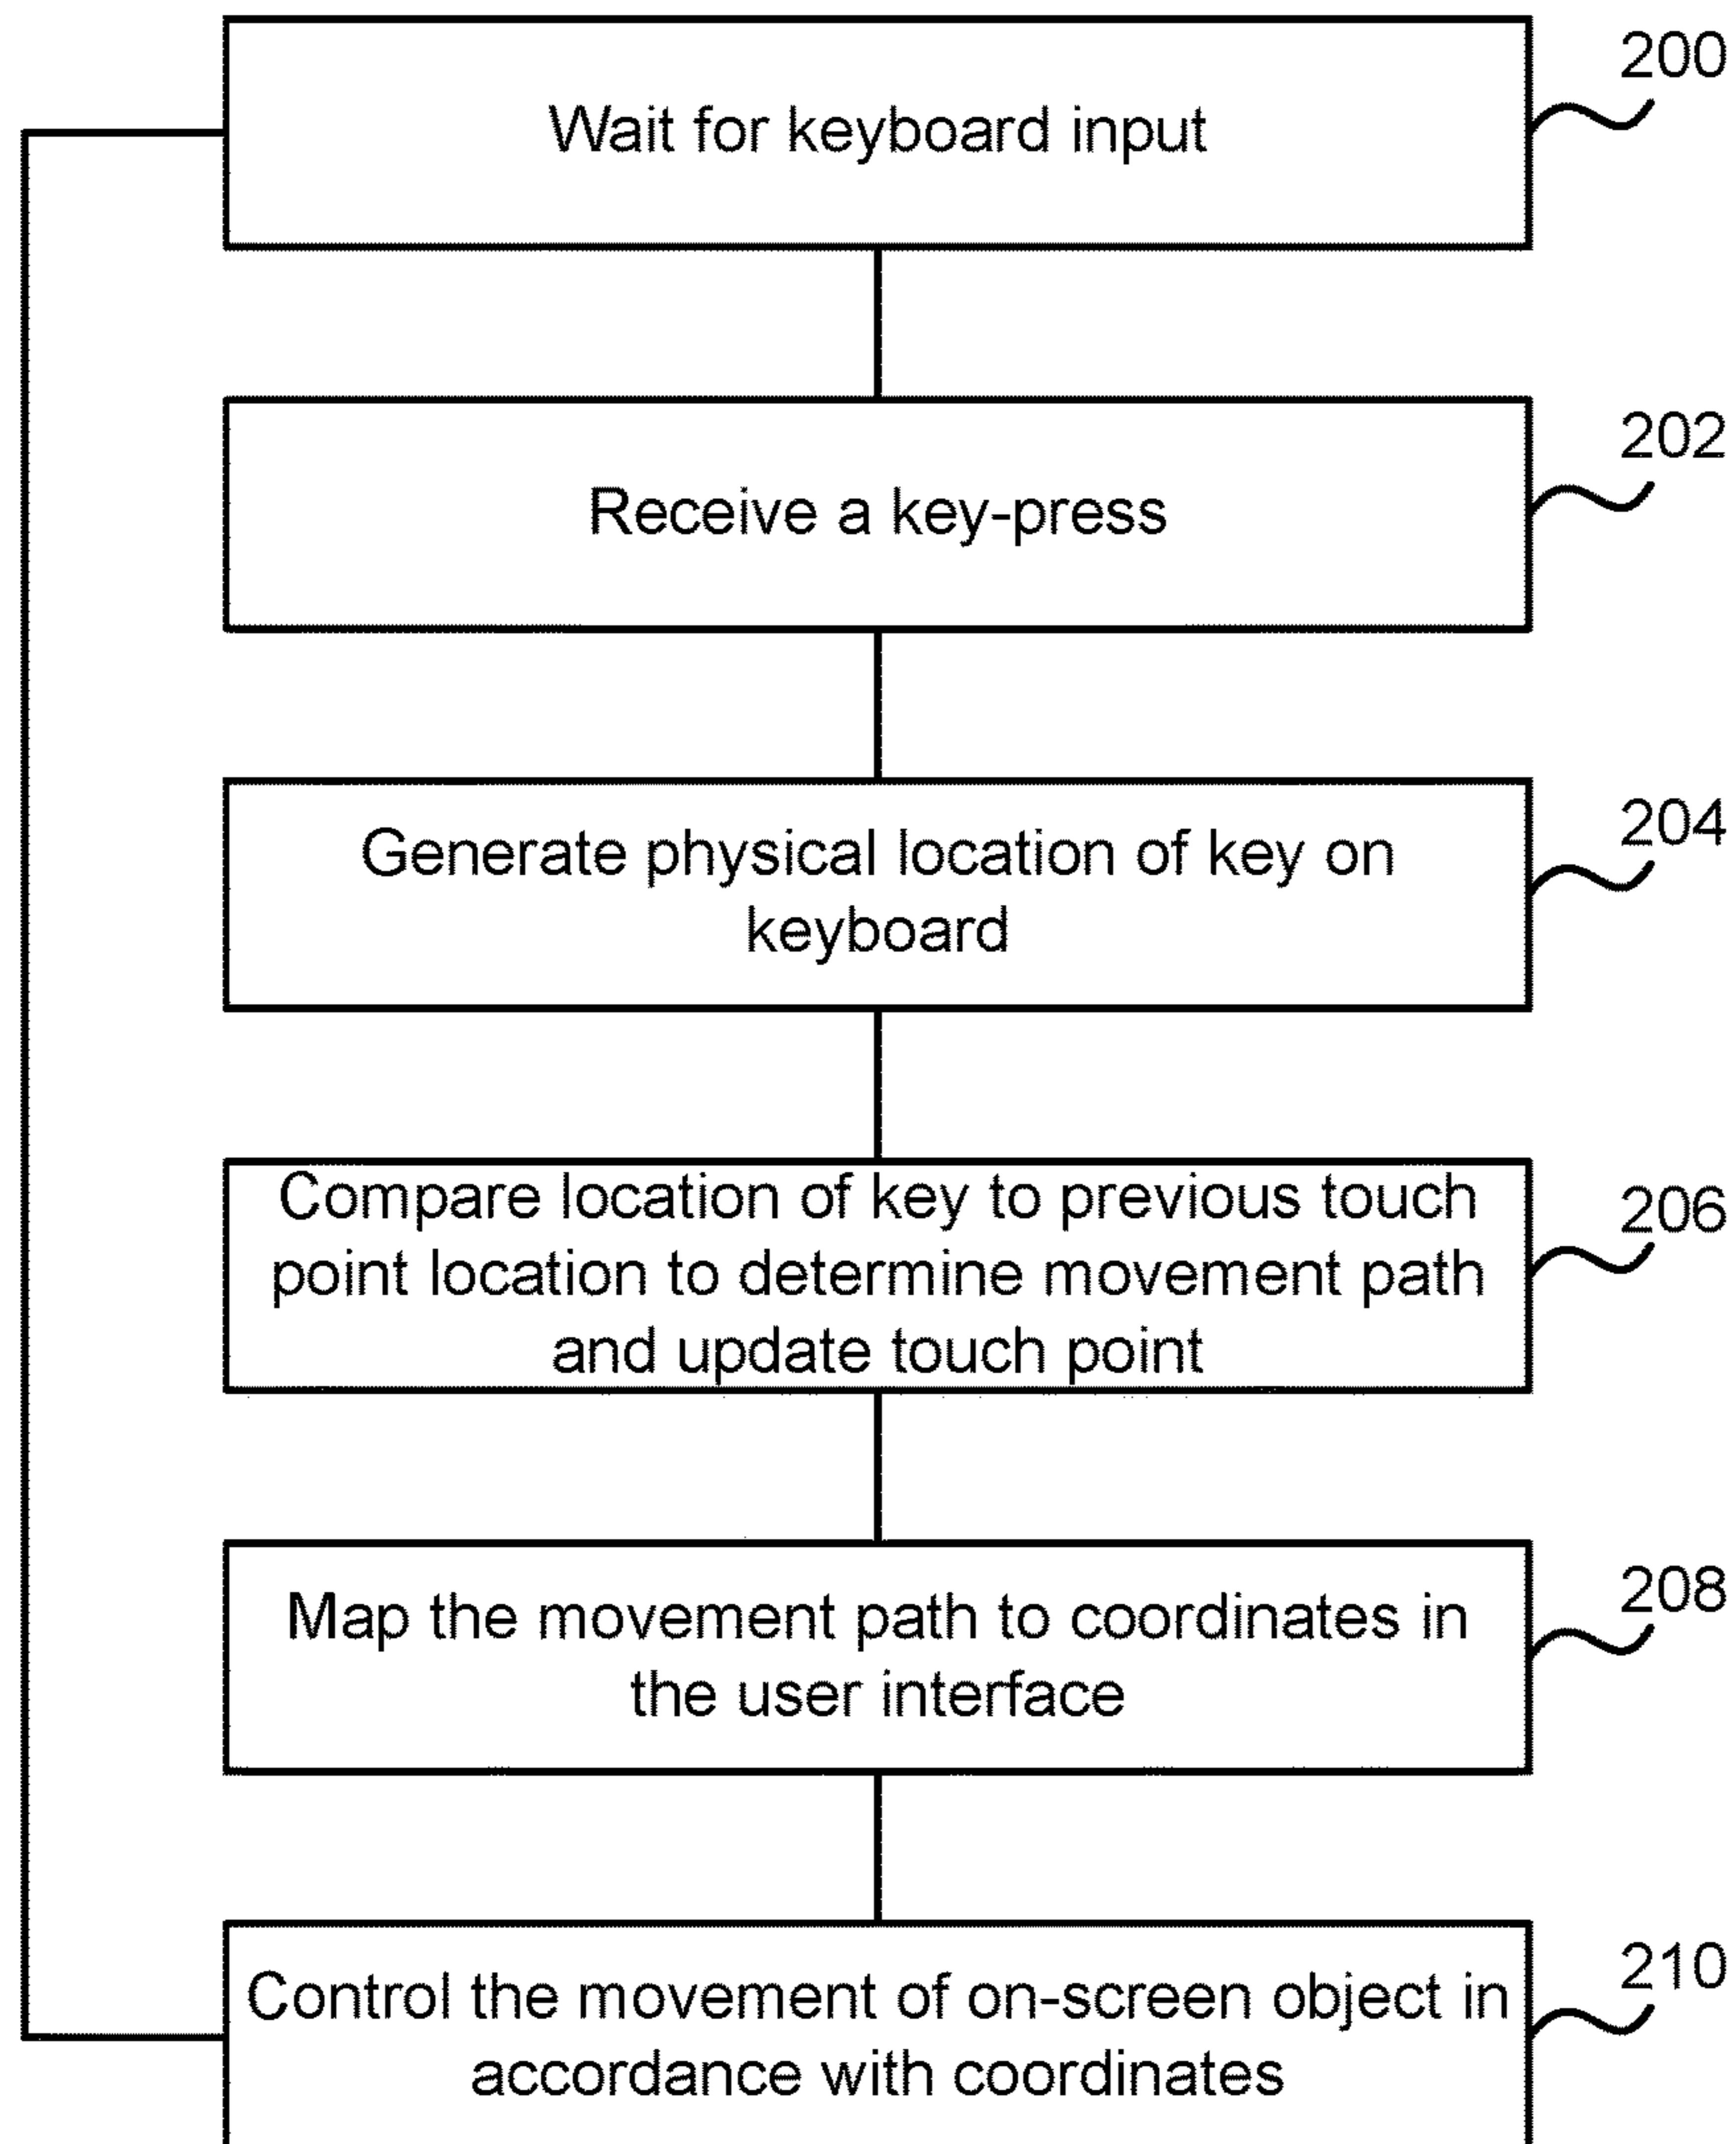 200
Wait for keyboard input
202
Receive a key-press
204
Generate physical location of key on
keyboard
206
Compare location of key to previous touch
point location to determine movement path
and update touch point
208
Map the movement path to coordinates in
the user interface
210
Control the movement of on-screen object in
accordance with coordinates